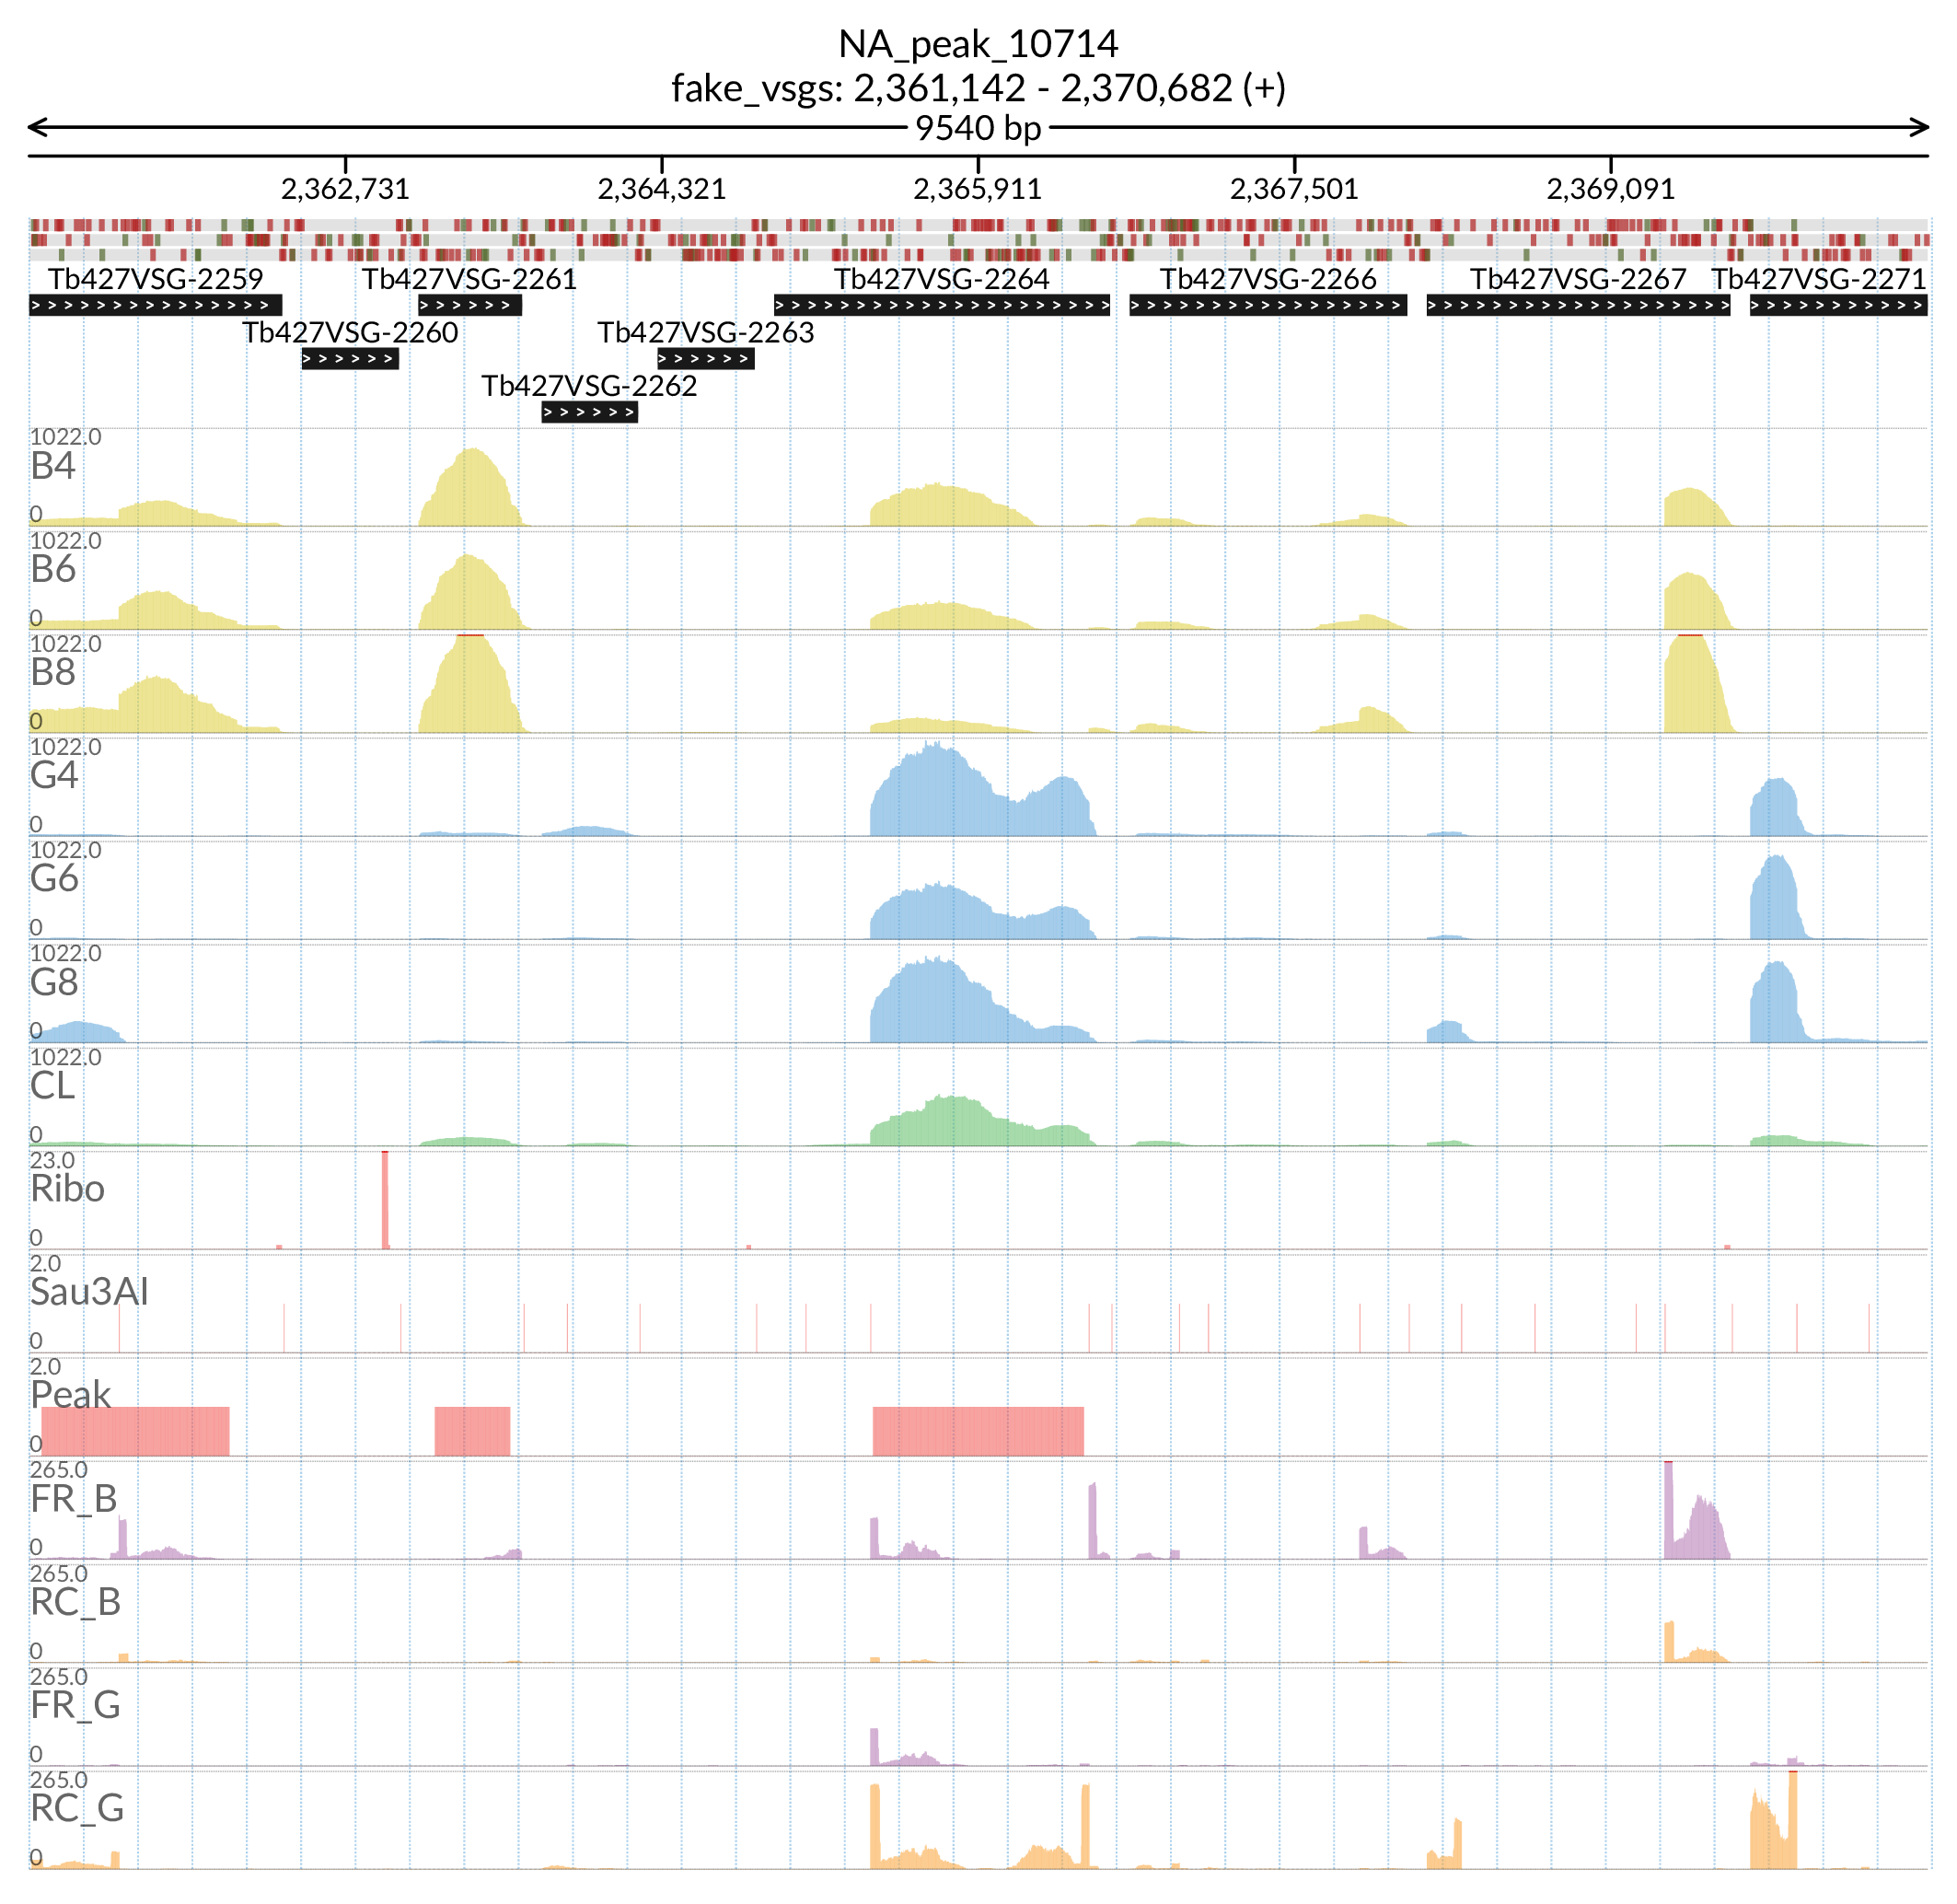 NA_peak_10714
fake_vsgs: 2,361,142 - 2,370,682 (+)
9540 bp
2,362,731 2,364,321 2,365,911 2,367,501 2,369,091
Tb427VSG-2259 Tb427VSG-2261 Tb427VSG-2264 Tb427VSG-2266 Tb427VSG-2267 Tb427VSG-2271
Tb427VSG-2260 Tb427VSG-2263
Tb427VSG-2262
1022.0
B4
0
1022.0
B6
0
1022.0
B8
0
1022.0
G4
0
1022.0
G6
0
1022.0
G8
0
1022.0
CL
0
23.0
Ribo
0
2.0
Sau3AI
0
2.0
Peak
0
265.0
FR_B
0
265.0
RC_B
0
265.0
FR_G
0
265.0
RC_G
0